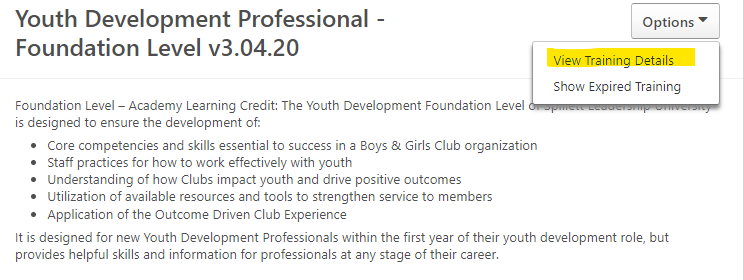 Youth Development Professional -
Foundation Level v3.04.20
Options
View Training Details
Show Expired Training
Foundation Level – Academy Learning Credit: The Youth Development Foundation Level of Spillett Leadership University
is designed to ensure the development of:
• Core competencies and skills essential to success in a Boys & Girls Club organization
• Staff practices for how to work effectively with youth
• Understanding of how Clubs impact youth and drive positive outcomes
• Utilization of available resources and tools to strengthen service to members
• Application of the Outcome Driven Club Experience
It is designed for new Youth Development Professionals within the first year of their youth development role, but
provides helpful skills and information for professionals at any stage of their career.